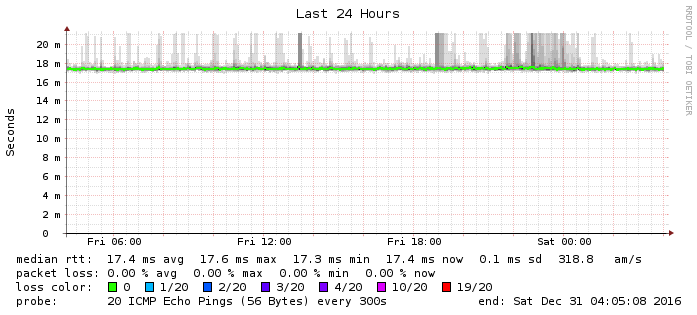 Last 24 Hours
RRDTOOL / TOBI OETIKER
Seconds
20 m
18 m
16 m
14 m
12 m
10 m
8 m
6 m
4 m
2 m
0
Fri 06:00 Fri 12:00 Fri 18:00 Sat 00:00
median rtt: 17.4 ms avg 17.6 ms max 17.3 ms min 17.4 ms now 0.1 ms sd 318.8 am/s
packet loss: 0.00 % avg 0.00 % max 0.00 % min 0.00 % now
loss color: 0 1/20 2/20 3/20 4/20 10/20 19/20
probe: 20 ICMP Echo Pings (56 Bytes) every 300s end: Sat Dec 31 04:05:08 2016